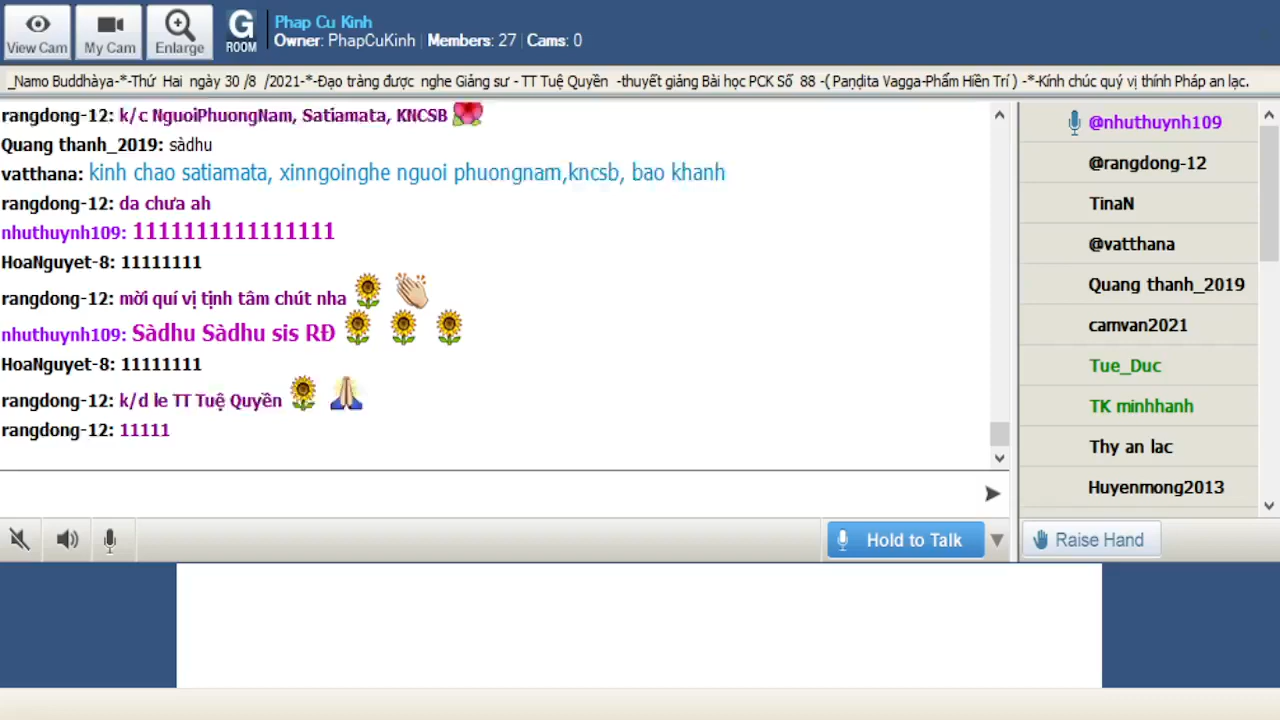 View Cam
My Cam
Enlarge
G
ROOM
Phap Cu Kinh
Owner: PhapCuKinh | Members: 27 | Cams: 0
_Namo Buddhàya-*-Thứ Hai ngày 30 /8 /2021-*-Đạo tràng được nghe Giảng sư - TT Tuệ Quyền -thuyết giảng Bài học PCK Số 88 -( Paṇḍita Vagga-Phẩm Hiền Trí ) -*-Kính chúc quý vị thính Pháp an lạc.
rangdong-12: k/c NguoiPhuongNam, Satiamata, KNCSB
Quang thanh_2019: sàdhu
vatthana: kinh chao satiamata, xinngoinghe nguoi phuongnam,kncsb, bao khanh
rangdong-12: da chưa ah
nhuthuynh109: 1111111111111111
HoaNguyet-8: 11111111
rangdong-12: mời quí vị tịnh tâm chút nha
nhuthuynh109: Sàdhu Sàdhu sis RĐ
HoaNguyet-8: 11111111
rangdong-12: k/d le TT Tuệ Quyền
rangdong-12: 11111
@nhuthuynh109
@rangdong-12
TinaN
@vatthana
Quang thanh_2019
camvan2021
Tue_Duc
TK minhhanh
Thy an lac
Huyenmong2013
Hold to Talk
Raise Hand